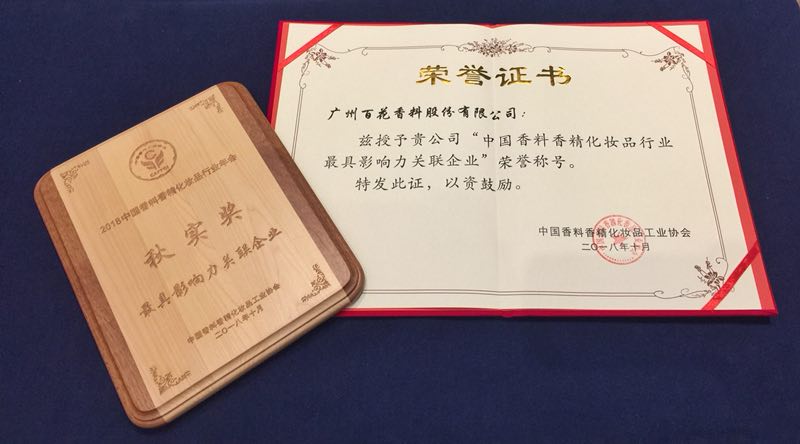 2018中国香料香精化妆品行业年会
秋实奖
最具影响力关联企业
中国香料香精化妆品工业协会
二〇一八年十月
荣誉证书
广州百花香料股份有限公司：
兹授予贵公司“中国香料香精化妆品行业
最具影响力关联企业”荣誉称号。
特发此证，以资鼓励。
中国香料香精化妆品工业协会
二〇一八年十月